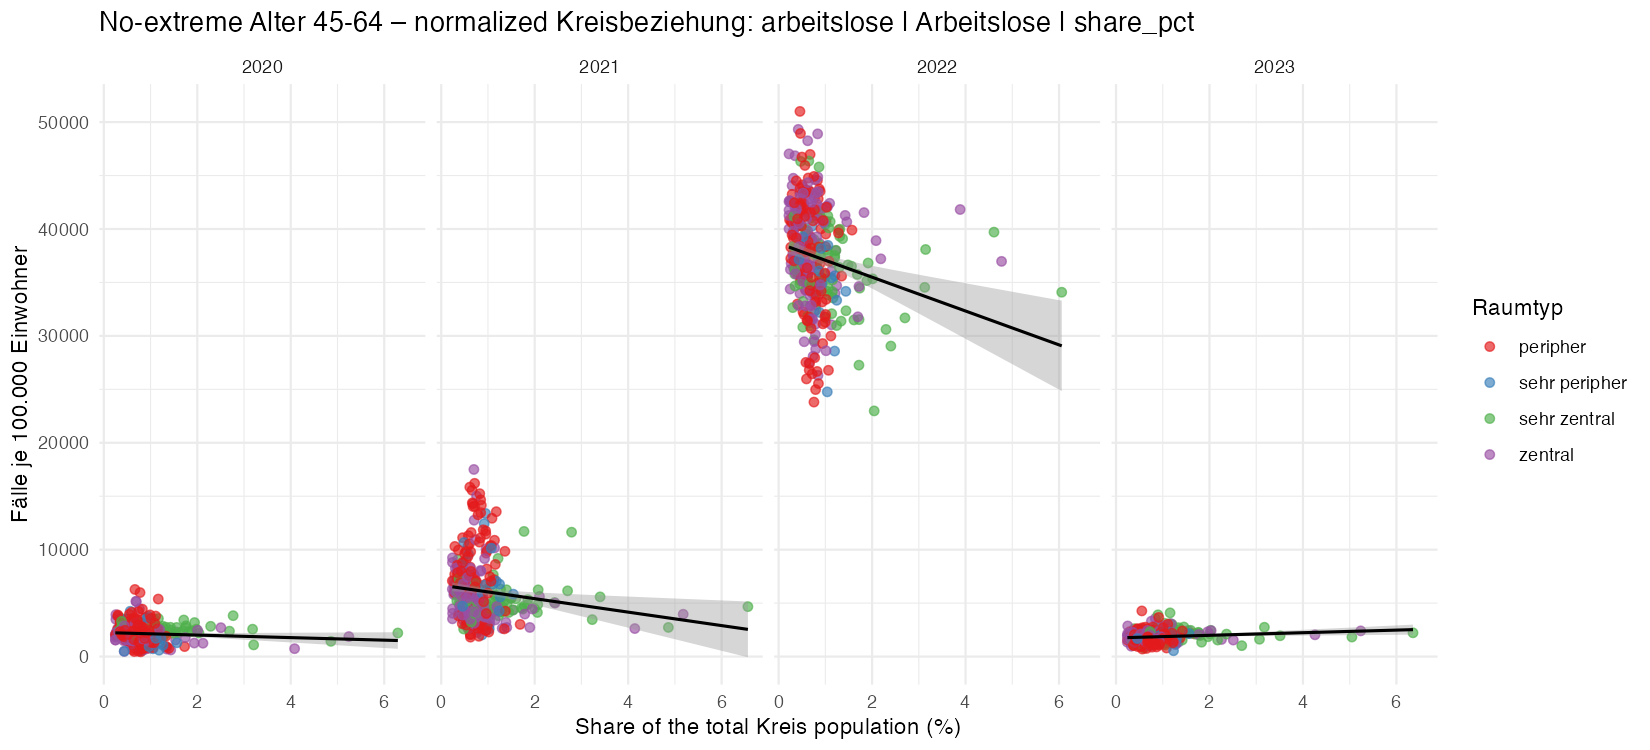 No-extreme Alter 45-64 – normalized Kreisbeziehung: arbeitslose | Arbeitslose | share_pct
2020 2021 2022 2023
Fälle je 100.000 Einwohner
50000
40000
30000
20000
10000
0
0 2 4 6 0 2 4 6 0 2 4 6 0 2 4 6
Share of the total Kreis population (%)
Raumtyp
peripher
sehr peripher
sehr zentral
zentral